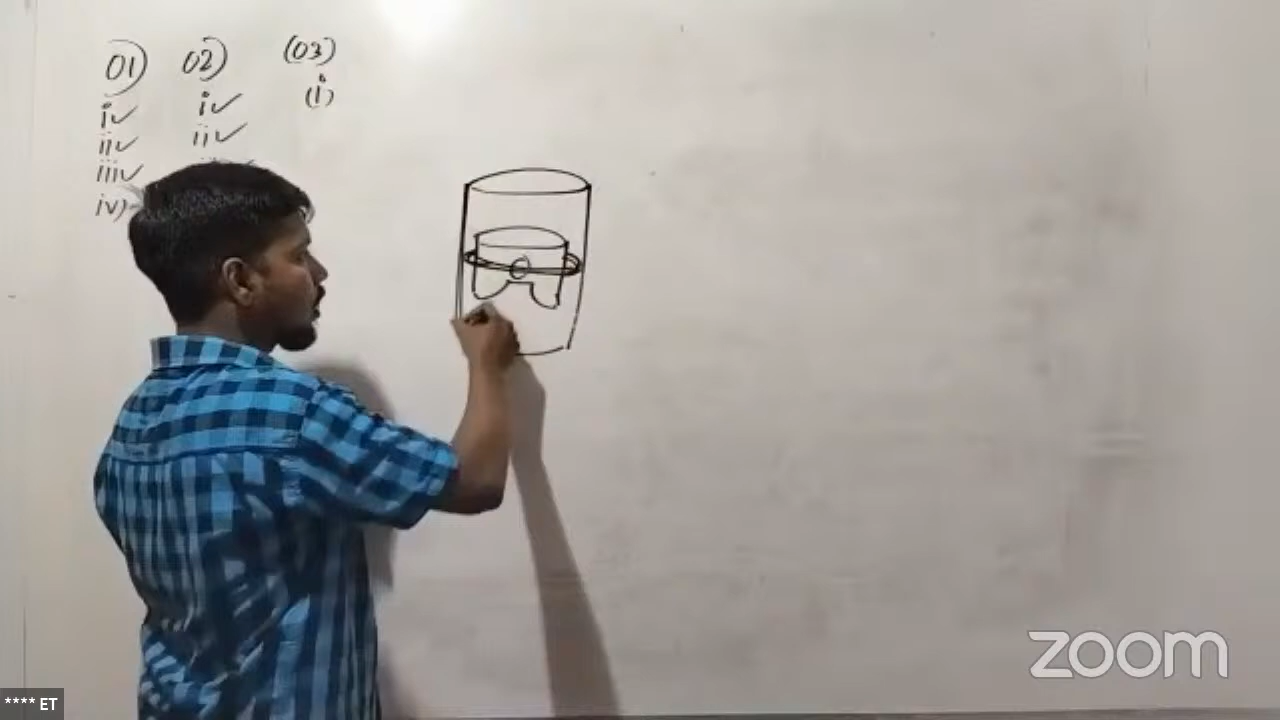 01) 02) (03)
i✓ i✓ (i)
ii✓ ii✓
iii✓
iv)
zoom
**** ET